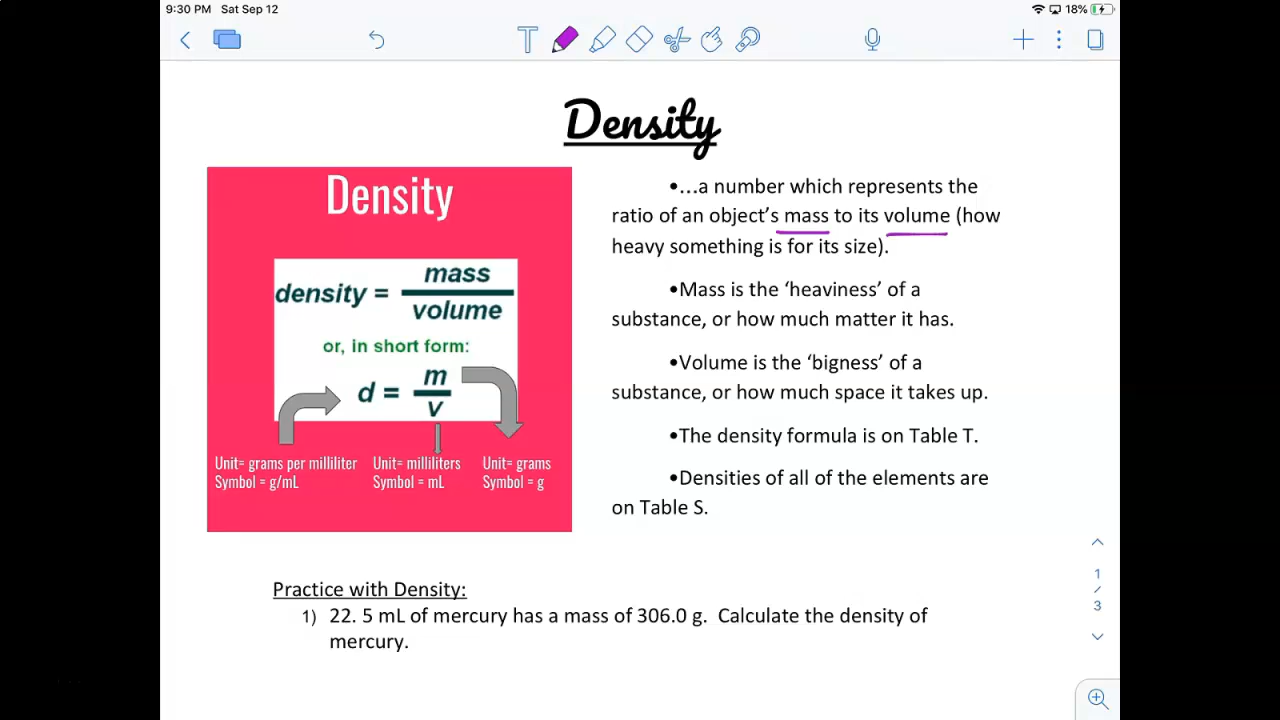 9:30 PM Sat Sep 12
18%
T
Density
Density
density = mass
volume
or, in short form:
d = m
v
Unit= grams per milliliter
Symbol = g/mL
Unit= milliliters
Symbol = mL
Unit= grams
Symbol = g
•...a number which represents the
ratio of an object's mass to its volume (how
heavy something is for its size).
•Mass is the 'heaviness' of a
substance, or how much matter it has.
•Volume is the 'bigness' of a
substance, or how much space it takes up.
•The density formula is on Table T.
•Densities of all of the elements are
on Table S.
1
/
3
Practice with Density:
1) 22. 5 mL of mercury has a mass of 306.0 g. Calculate the density of
mercury.